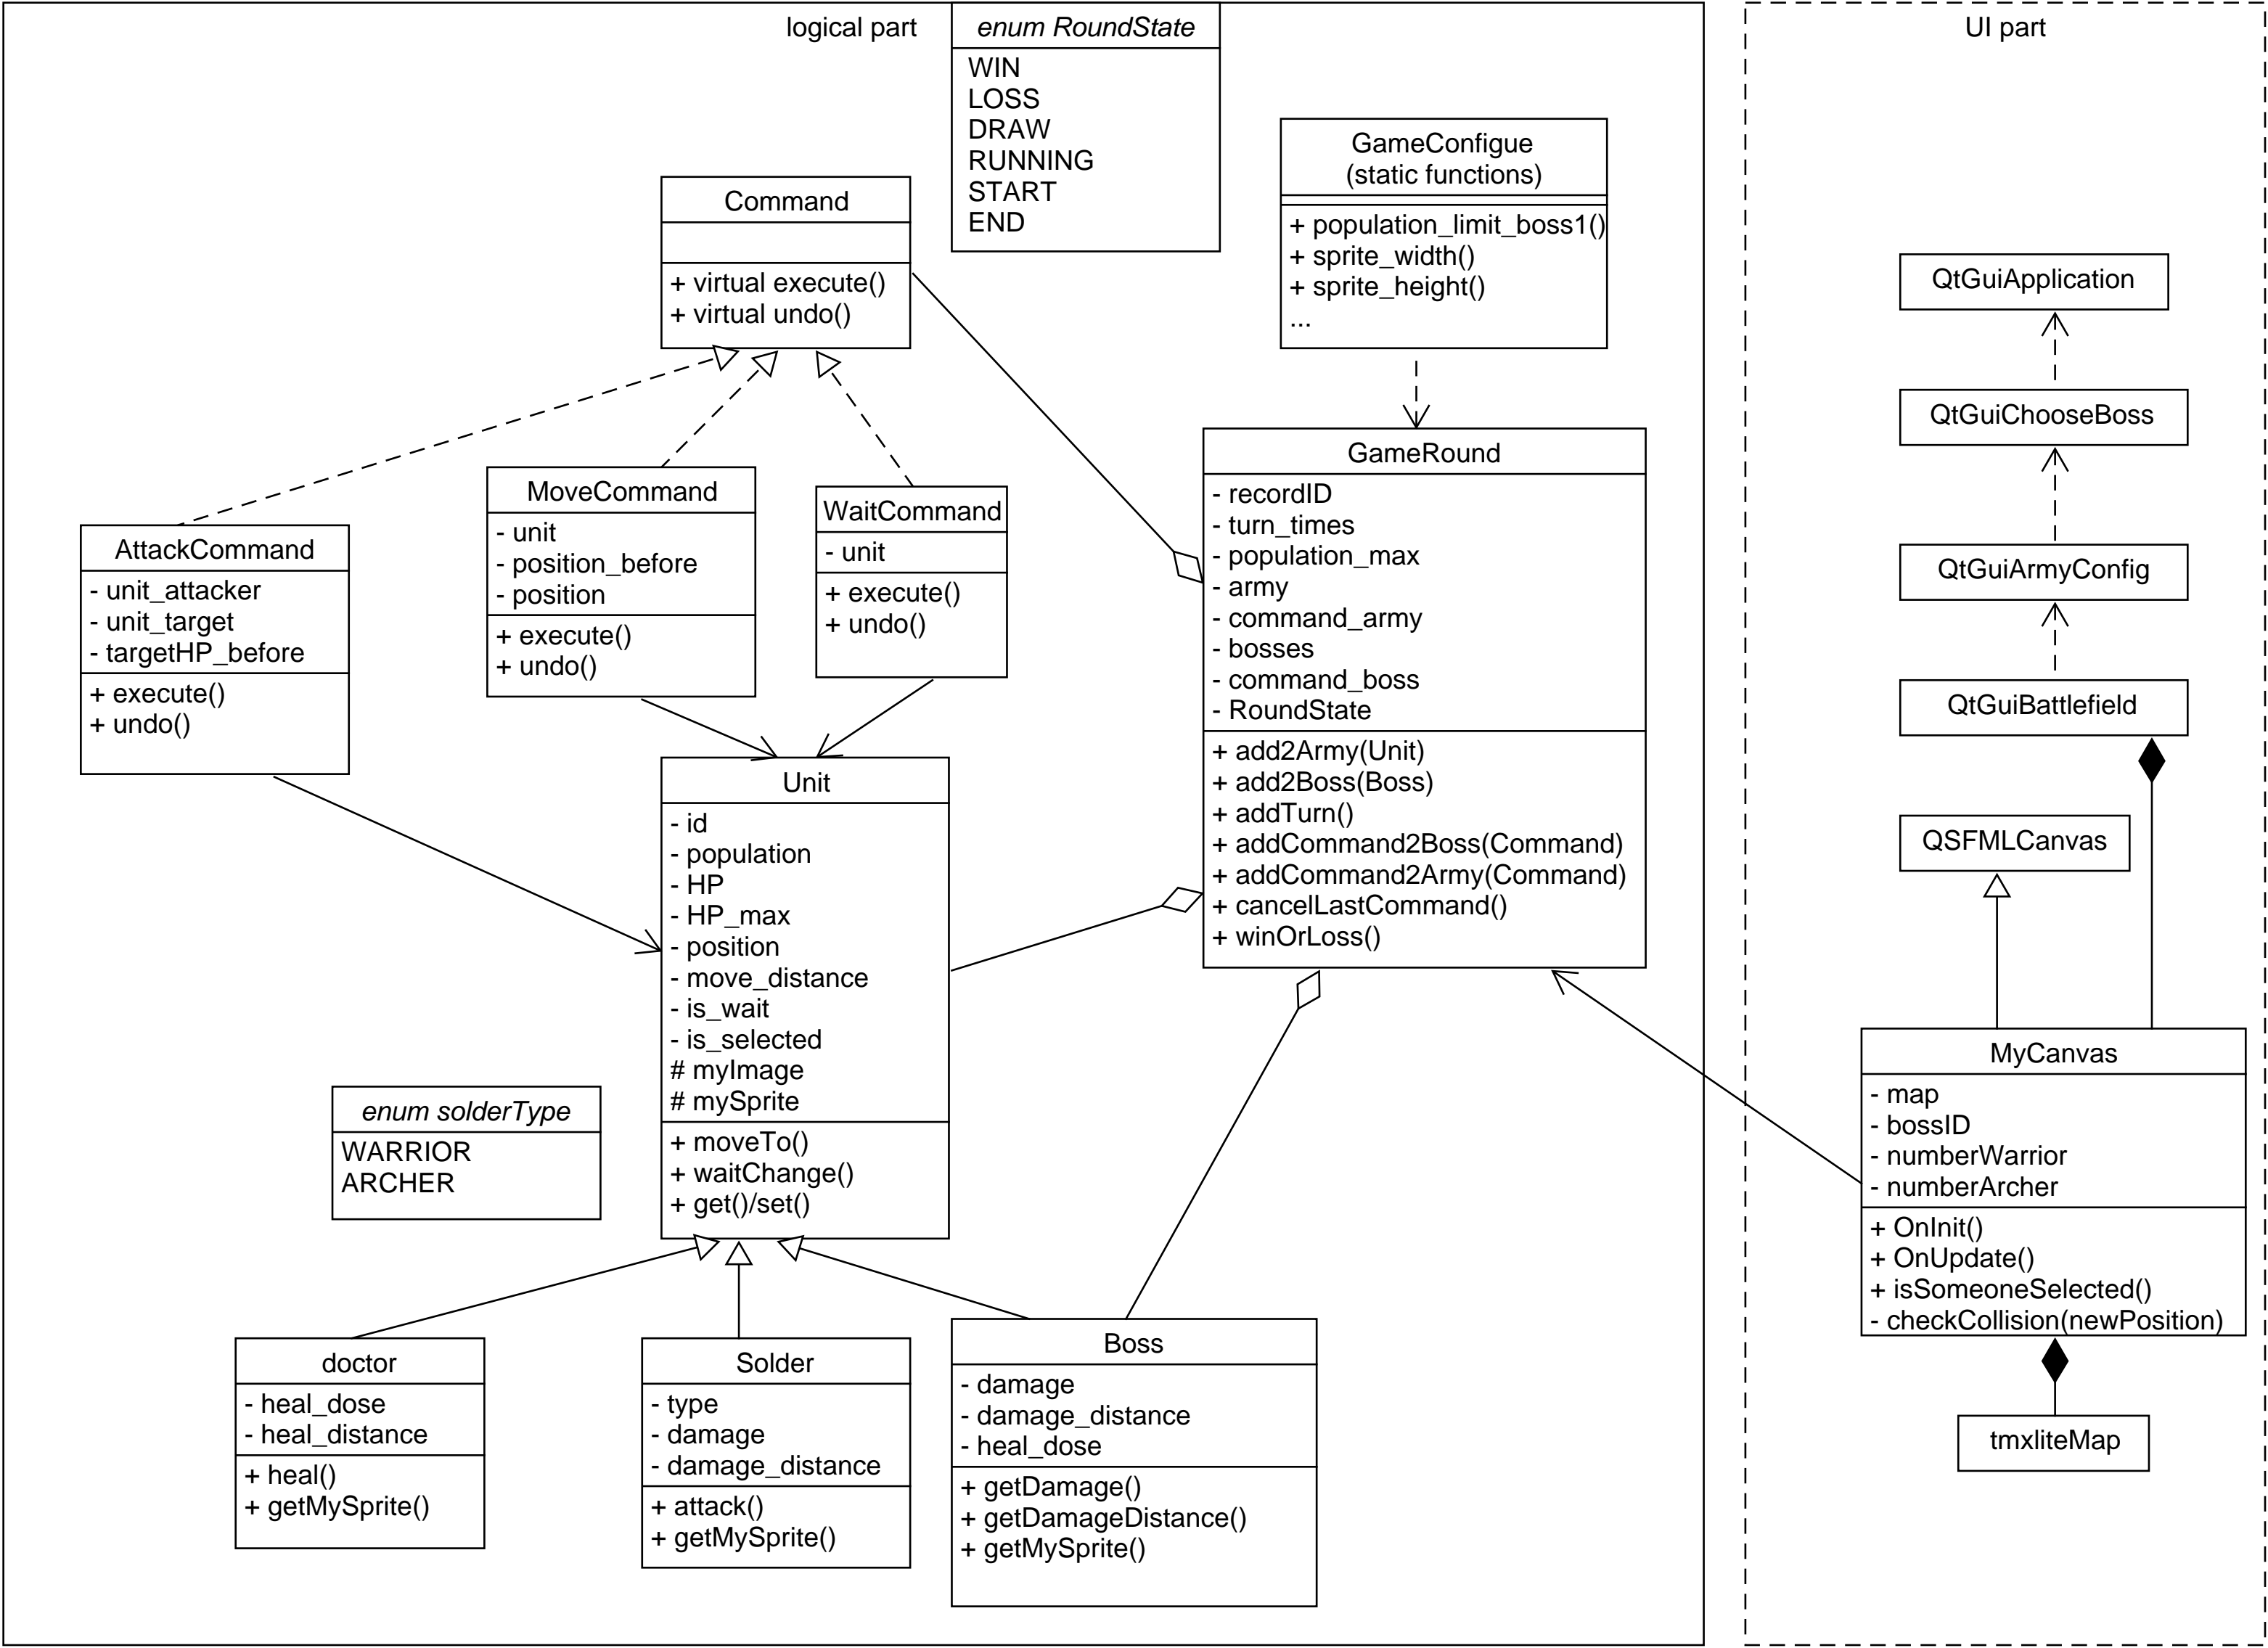 logical part
enum RoundState
WIN
LOSS
DRAW
RUNNING
START
END
UI part
GameConfigue
(static functions)
+ population_limit_boss1()
+ sprite_width()
+ sprite_height()
...
Command
+ virtual execute()
+ virtual undo()
QtGuiApplication
QtGuiChooseBoss
QtGuiArmyConfig
QtGuiBattlefield
QSFMLCanvas
GameRound
- recordID
- turn_times
- population_max
- army
- command_army
- bosses
- command_boss
- RoundState
+ add2Army(Unit)
+ add2Boss(Boss)
+ addTurn()
+ addCommand2Boss(Command)
+ addCommand2Army(Command)
+ cancelLastCommand()
+ winOrLoss()
AttackCommand
- unit_attacker
- unit_target
- targetHP_before
+ execute()
+ undo()
MoveCommand
- unit
- position_before
- position
+ execute()
+ undo()
WaitCommand
- unit
+ execute()
+ undo()
Unit
- id
- population
- HP
- HP_max
- position
- move_distance
- is_wait
- is_selected
# myImage
# mySprite
+ moveTo()
+ waitChange()
+ get()/set()
enum solderType
WARRIOR
ARCHER
MyCanvas
- map
- bossID
- numberWarrior
- numberArcher
+ OnInit()
+ OnUpdate()
+ isSomeoneSelected()
- checkCollision(newPosition)
doctor
- heal_dose
- heal_distance
+ heal()
+ getMySprite()
Solder
- type
- damage
- damage_distance
+ attack()
+ getMySprite()
Boss
- damage
- damage_distance
- heal_dose
+ getDamage()
+ getDamageDistance()
+ getMySprite()
tmxliteMap